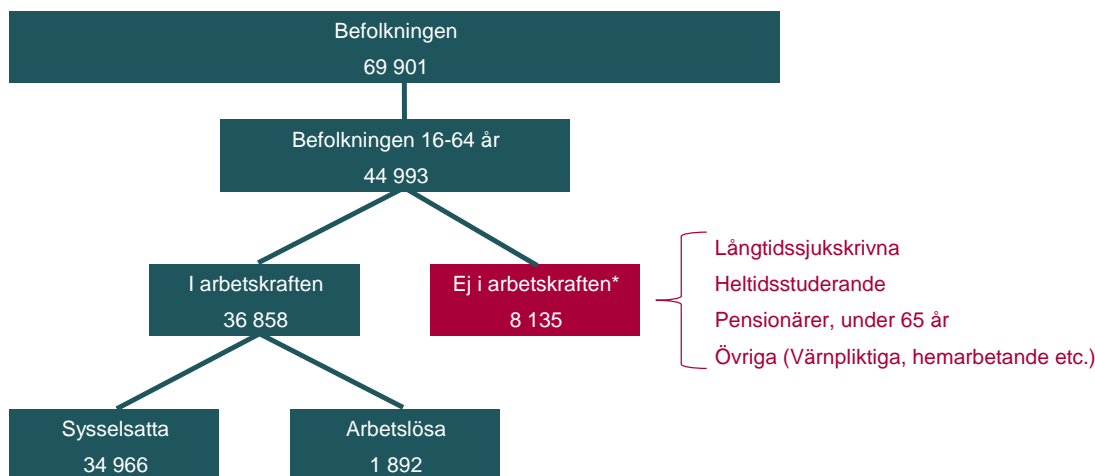 Befolkningen
69 901
Befolkningen 16-64 år
44 993
I arbetskraften
36 858
Ej i arbetskraften*
8 135
Långtidssjukskrivna
Heltidsstuderande
Pensionärer, under 65 år
Övriga (Värnpliktiga, hemarbetande etc.)
Sysselsatta
34 966
Arbetslösa
1 892